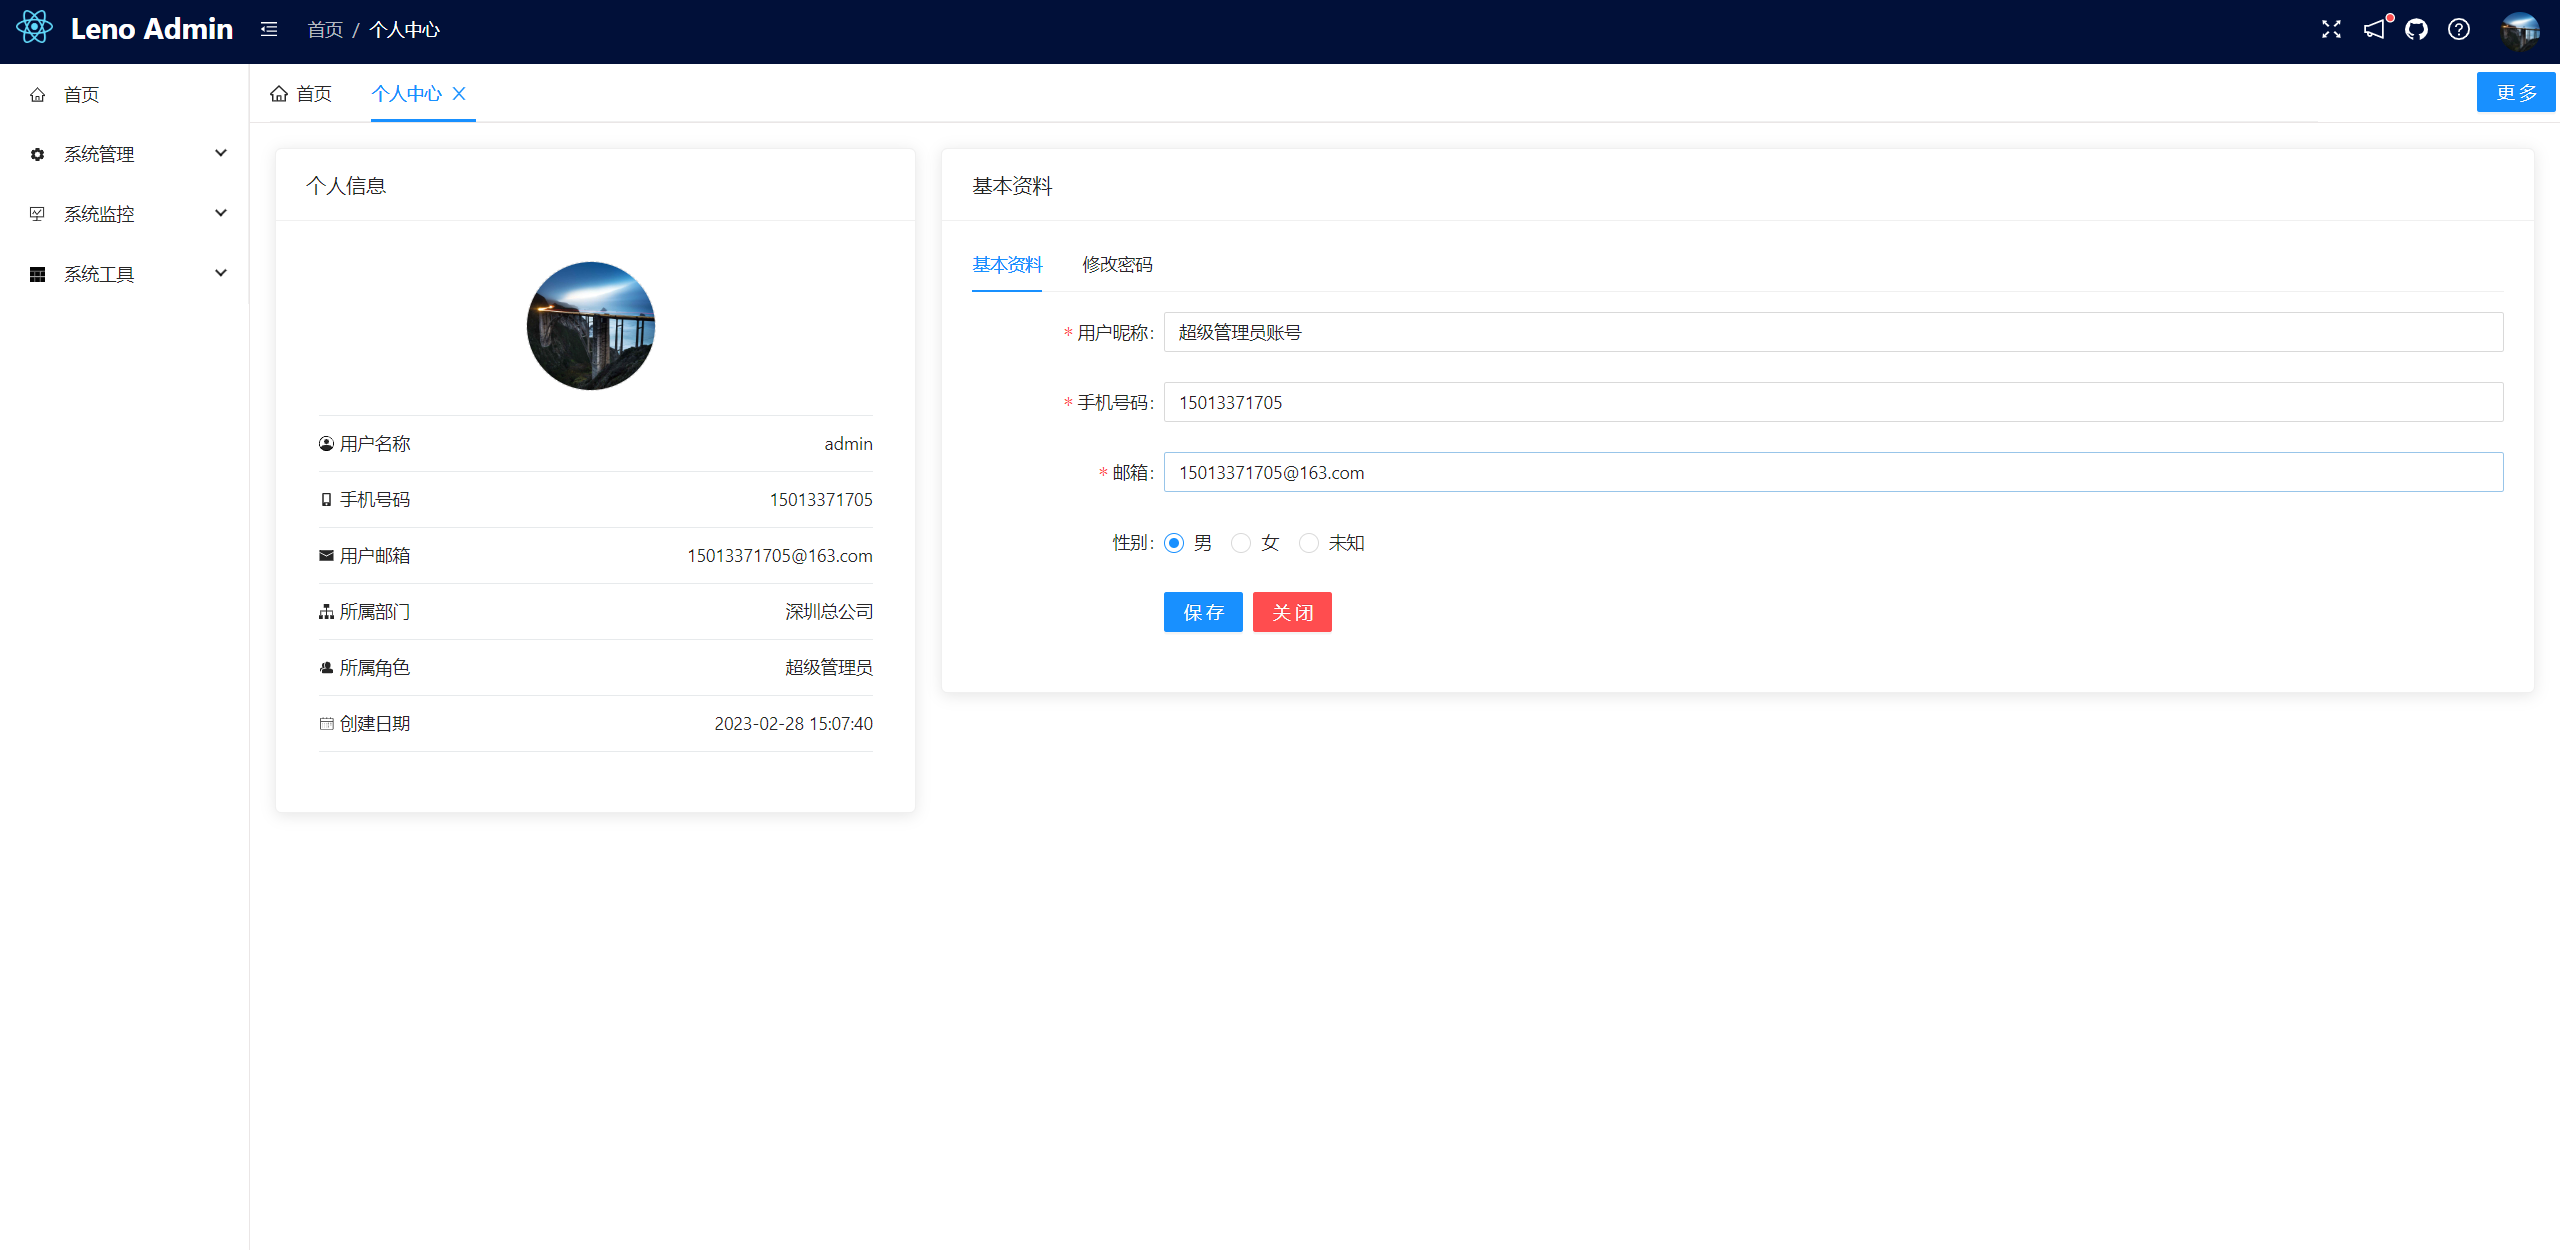 Leno Admin
首页 / 个人中心
首页
系统管理
系统监控
系统工具
首页
个人中心
更多
个人信息
用户名称 admin
手机号码 15013371705
用户邮箱 15013371705@163.com
所属部门 深圳总公司
所属角色 超级管理员
创建日期 2023-02-28 15:07:40
基本资料
基本资料 修改密码
* 用户昵称: 超级管理员账号
* 手机号码: 15013371705
* 邮箱: 15013371705@163.com
性别: 男 女 未知
保存 关闭